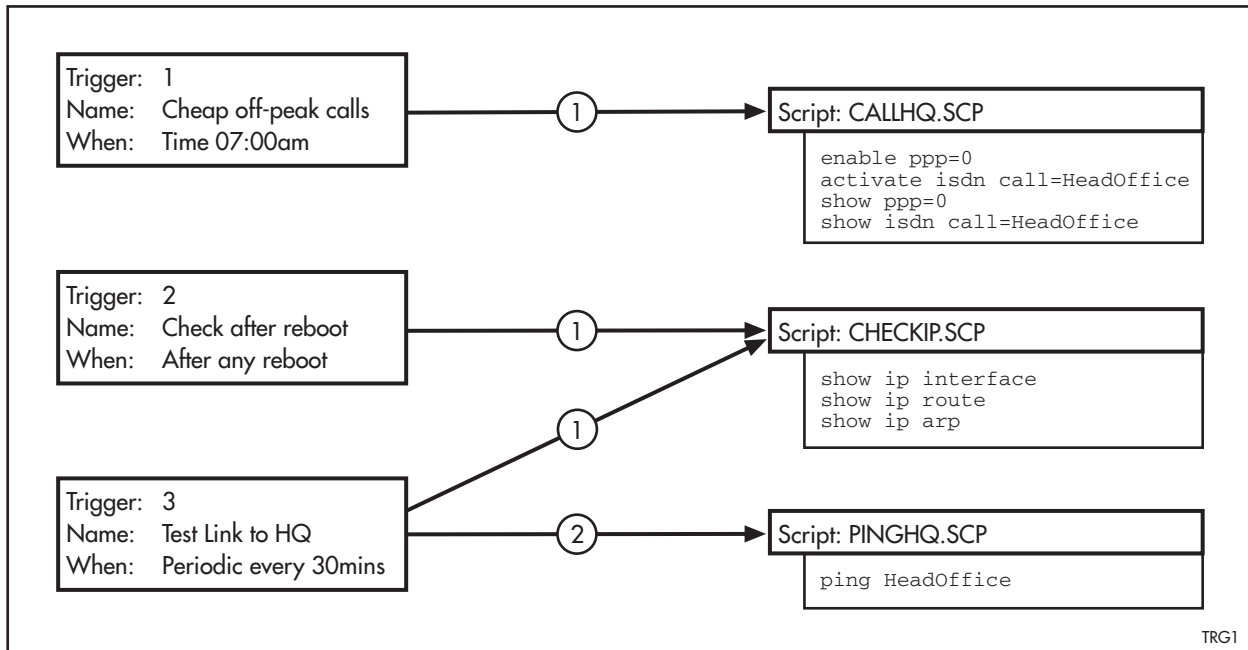 Trigger: 1
Name: Cheap off-peak calls
When: Time 07:00am
1
Script: CALLHQ.SCP
enable ppp=0
activate isdn call=HeadOffice
show ppp=0
show isdn call=HeadOffice
Trigger: 2
Name: Check after reboot
When: After any reboot
1
Script: CHECKIP.SCP
show ip interface
show ip route
show ip arp
1
Trigger: 3
Name: Test Link to HQ
When: Periodic every 30mins
2
Script: PINGHQ.SCP
ping HeadOffice
TRG1